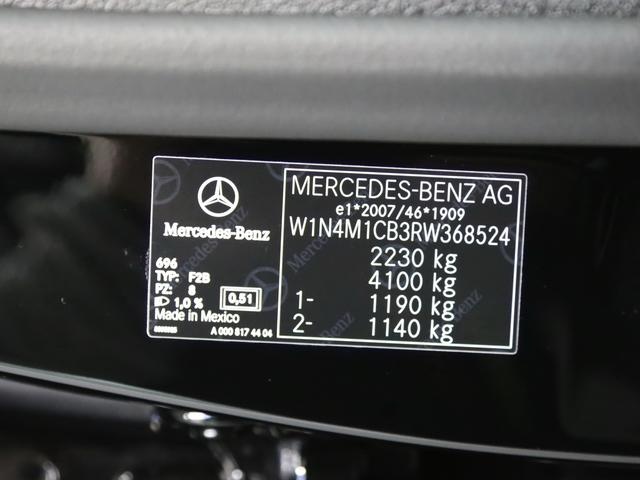 Mercedes-Benz
696
TYP: F2B
PZ: 8
1,0 %
0,51
Made in Mexico
A 000 817 44 04
MERCEDES-BENZ AG
e1*2007/46*1909
W1N4M1CB3RW368524
2230 kg
4100 kg
1- 1190 kg
2- 1140 kg